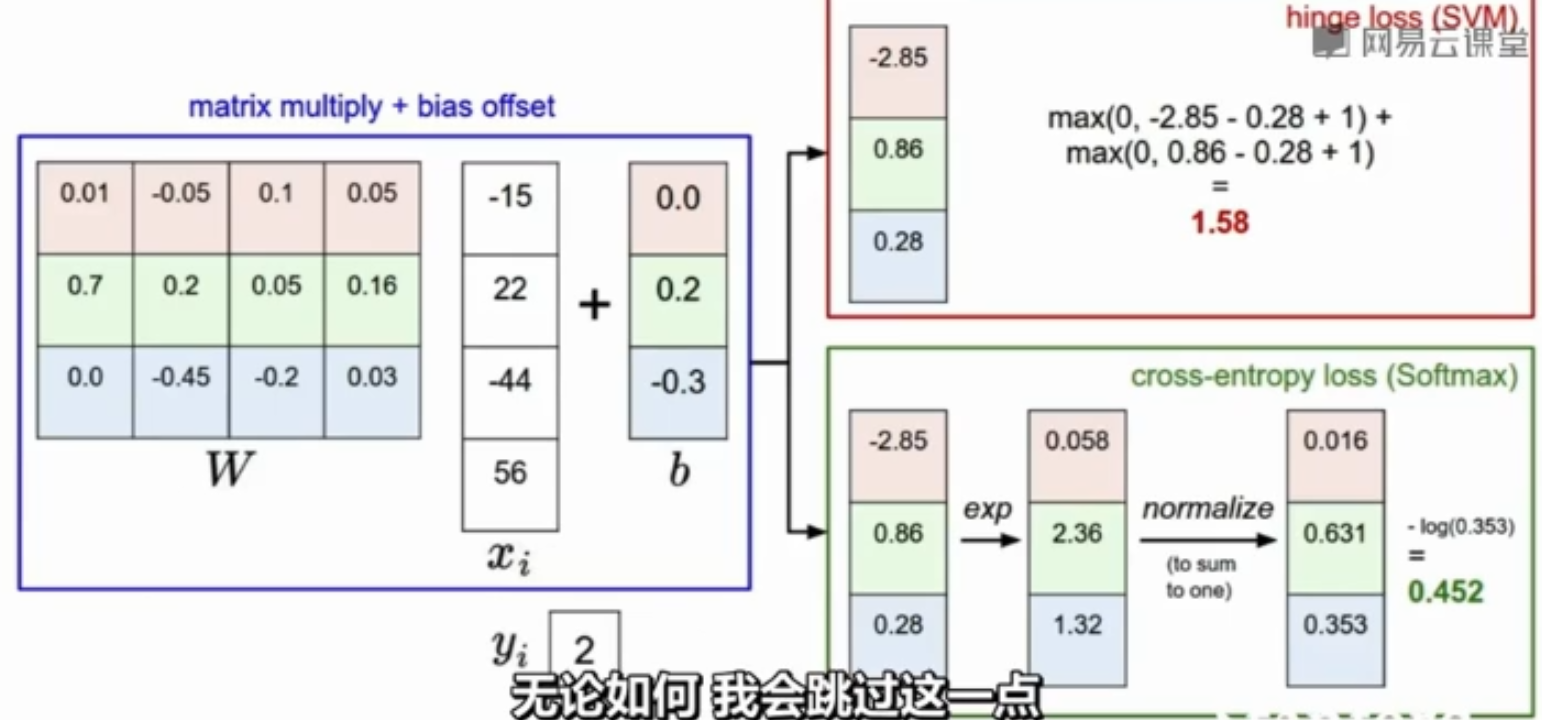 hinge loss (SVM)
网易云课堂
matrix multiply + bias offset
0.01 -0.05 0.1 0.05
0.7 0.2 0.05 0.16
0.0 -0.45 -0.2 0.03
W
-15
22
-44
56
x_i
+
0.0
0.2
-0.3
b
y_i 2
-2.85
0.86
0.28
max(0, -2.85 - 0.28 + 1) +
max(0, 0.86 - 0.28 + 1)
=
1.58
cross-entropy loss (Softmax)
-2.85
0.86
0.28
exp
0.058
2.36
1.32
normalize
(to sum
to one)
0.016
0.631
0.353
- log(0.353)
=
0.452
无论如何 我会跳过这一点